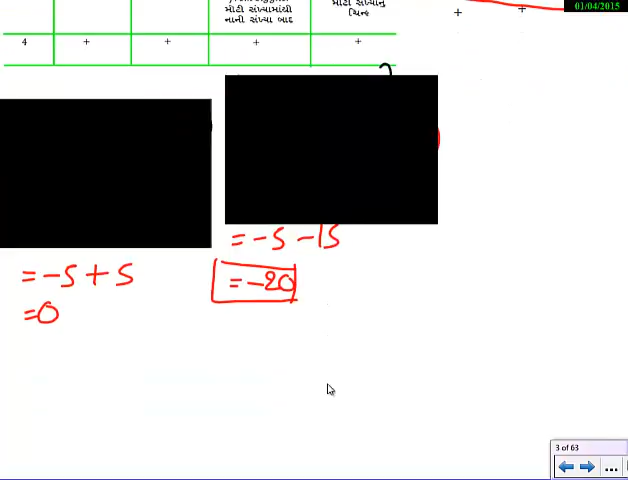 મોટી સંખ્યામાંથી
નાની સંખ્યા બાદ
મોટી સંખ્યાનું
ચિન્હ
+ +
01/04/2015
4 + + + +
= -5 -15
= -20
= -5 + 5
=0
3 of 63
...